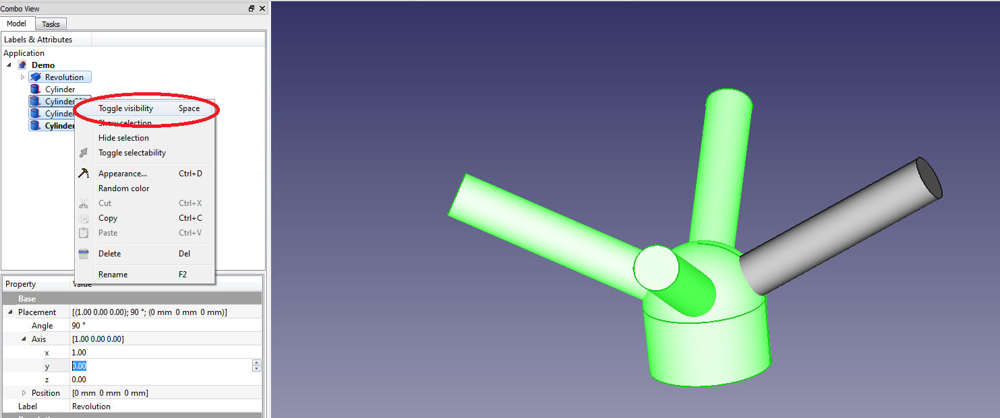 Combo View
Model Tasks
Labels & Attributes
Application
Demo
Revolution
Cylinder
Cylinder
Toggle visibility Space
Cylinder
Show selection
Cylinder
Hide selection
Toggle selectability
Appearance... Ctrl+D
Random color
Cut Ctrl+X
Copy Ctrl+C
Paste Ctrl+V
Delete Del
Rename F2
Property Value
Base
Placement [(1.00 0.00 0.00); 90 °; (0 mm 0 mm 0 mm)]
Angle 90 °
Axis [1.00 0.00 0.00]
x 1.00
y 0.00
z 0.00
Position [0 mm 0 mm 0 mm]
Label Revolution